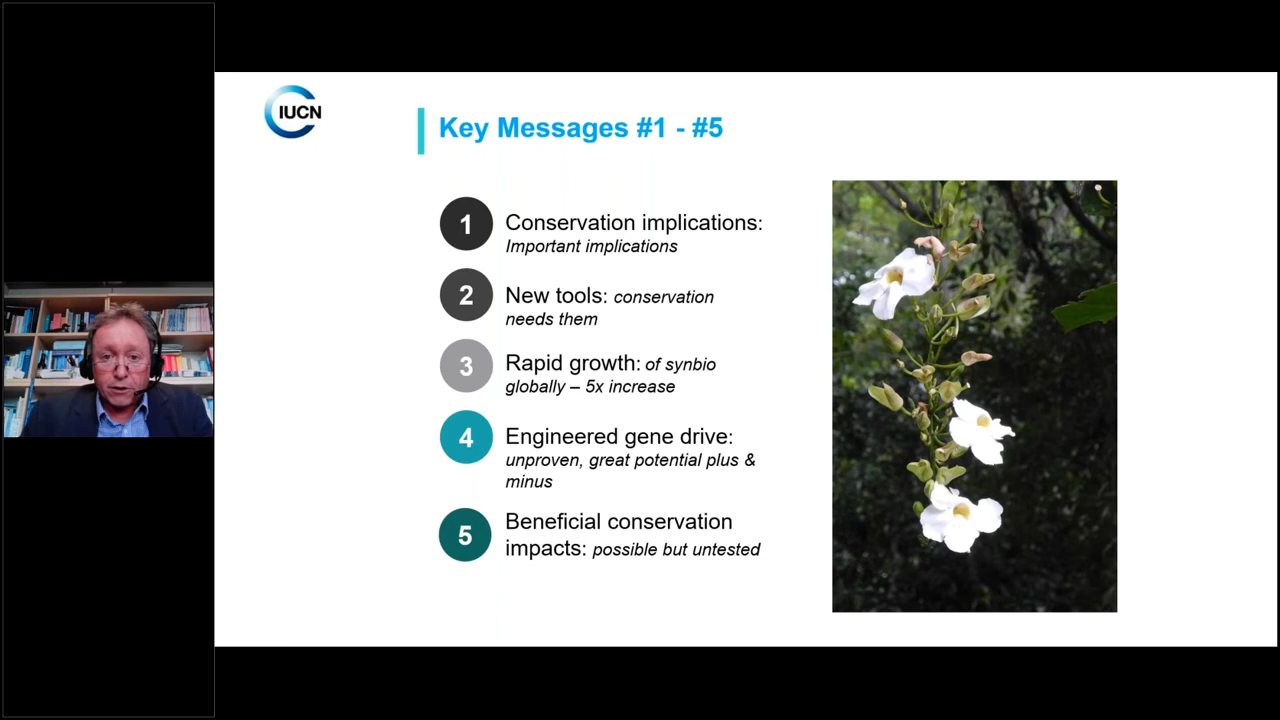 IUCN
Key Messages #1 - #5
1
Conservation implications:
Important implications
2
New tools: conservation
needs them
3
Rapid growth: of synbio
globally – 5x increase
4
Engineered gene drive:
unproven, great potential plus &
minus
5
Beneficial conservation
impacts: possible but untested